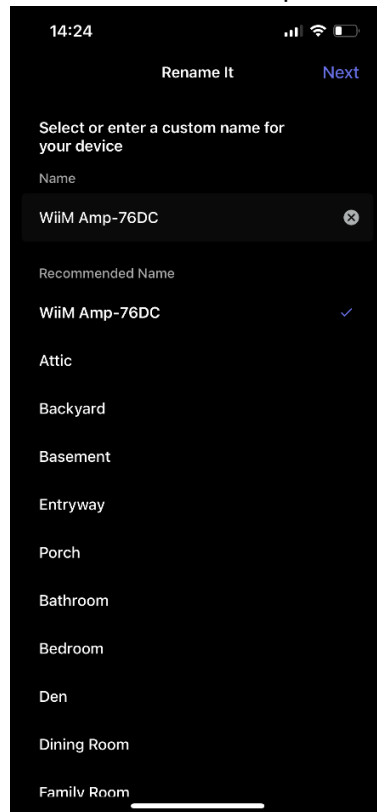 14:24
Rename It
Next
Select or enter a custom name for
your device
Name
WiiM Amp-76DC
Recommended Name
WiiM Amp-76DC
Attic
Backyard
Basement
Entryway
Porch
Bathroom
Bedroom
Den
Dining Room
Family Room